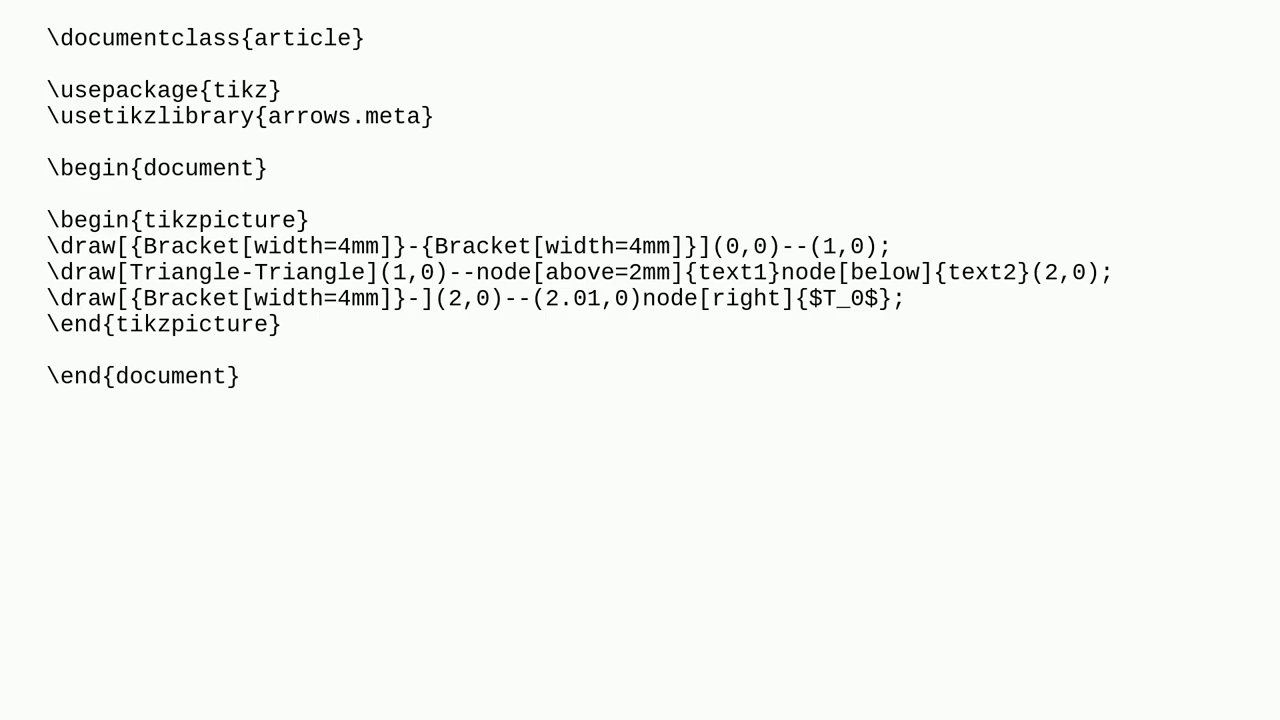 \documentclass{article}
\usepackage{tikz}
\usetikzlibrary{arrows.meta}
\begin{document}
\begin{tikzpicture}
\draw[{Bracket[width=4mm]}-{Bracket[width=4mm]}](0,0)--(1,0);
\draw[Triangle-Triangle](1,0)--node[above=2mm]{text1}node[below]{text2}(2,0);
\draw[{Bracket[width=4mm]}-](2,0)--(2.01,0)node[right]{$T_0$};
\end{tikzpicture}
\end{document}